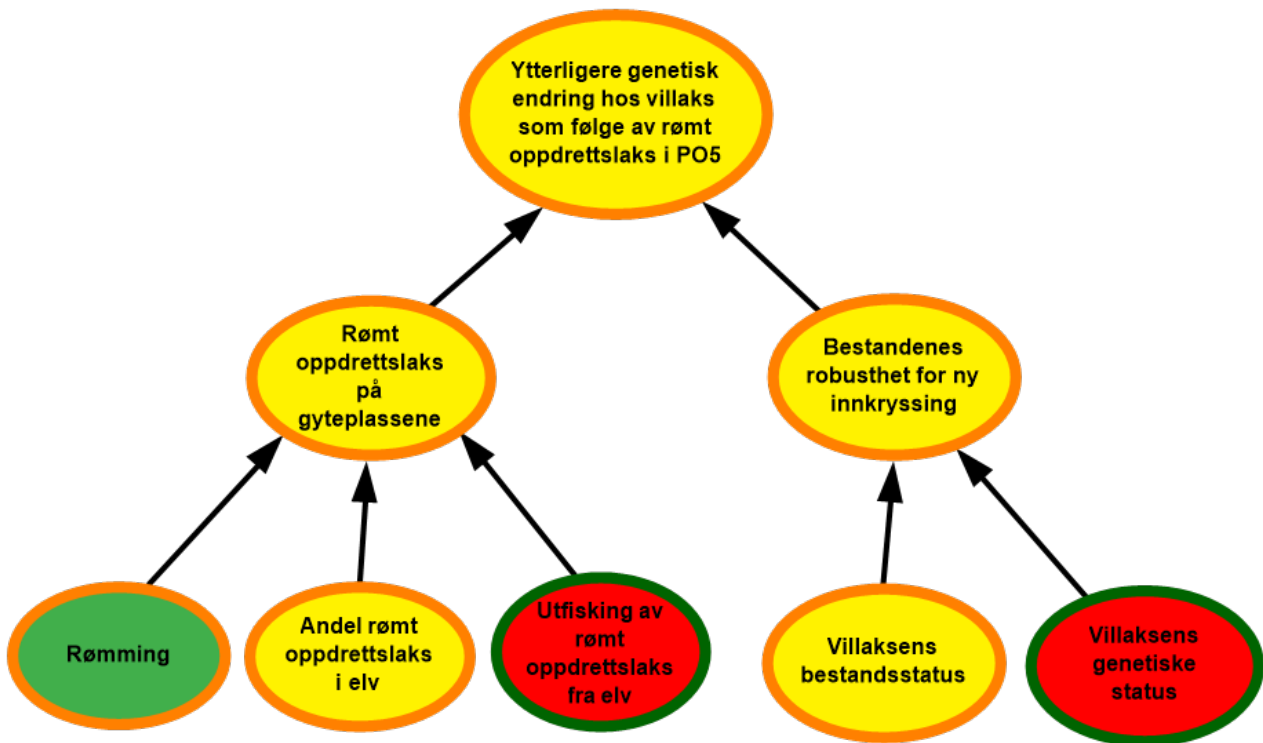 Ytterligere genetisk
endring hos villaks
som følge av rømt
oppdrettslaks i PO5
Rømt
oppdrettslaks
på
gyteplassene
Bestandenes
robusthet for ny
innkryssing
Rømming
Andel rømt
oppdrettslaks
i elv
Utfisking av
rømt
oppdrettslaks
fra elv
Villaksens
bestandsstatus
Villaksens
genetiske
status